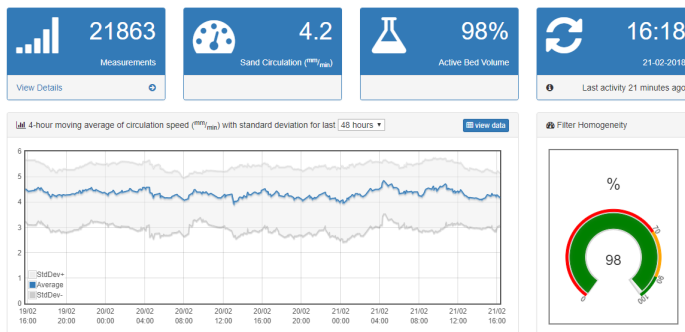 21863
Measurements
View Details
4.2
Sand Circulation (mm/min)
98%
Active Bed Volume
16:18
21-02-2018
Last activity 21 minutes ago
4-hour moving average of circulation speed (mm/min) with standard deviation for last 48 hours
view data
Filter Homogeneity
6
5
4
3
2
1
0
StdDev+
Average
StdDev-
19/02 19/02 20/02 20/02 20/02 20/02 20/02 20/02 21/02 21/02 21/02 21/02 21/02
16:00 20:00 00:00 04:00 08:00 12:00 16:00 20:00 00:00 04:00 08:00 12:00 16:00
%
98
0
70
90
100